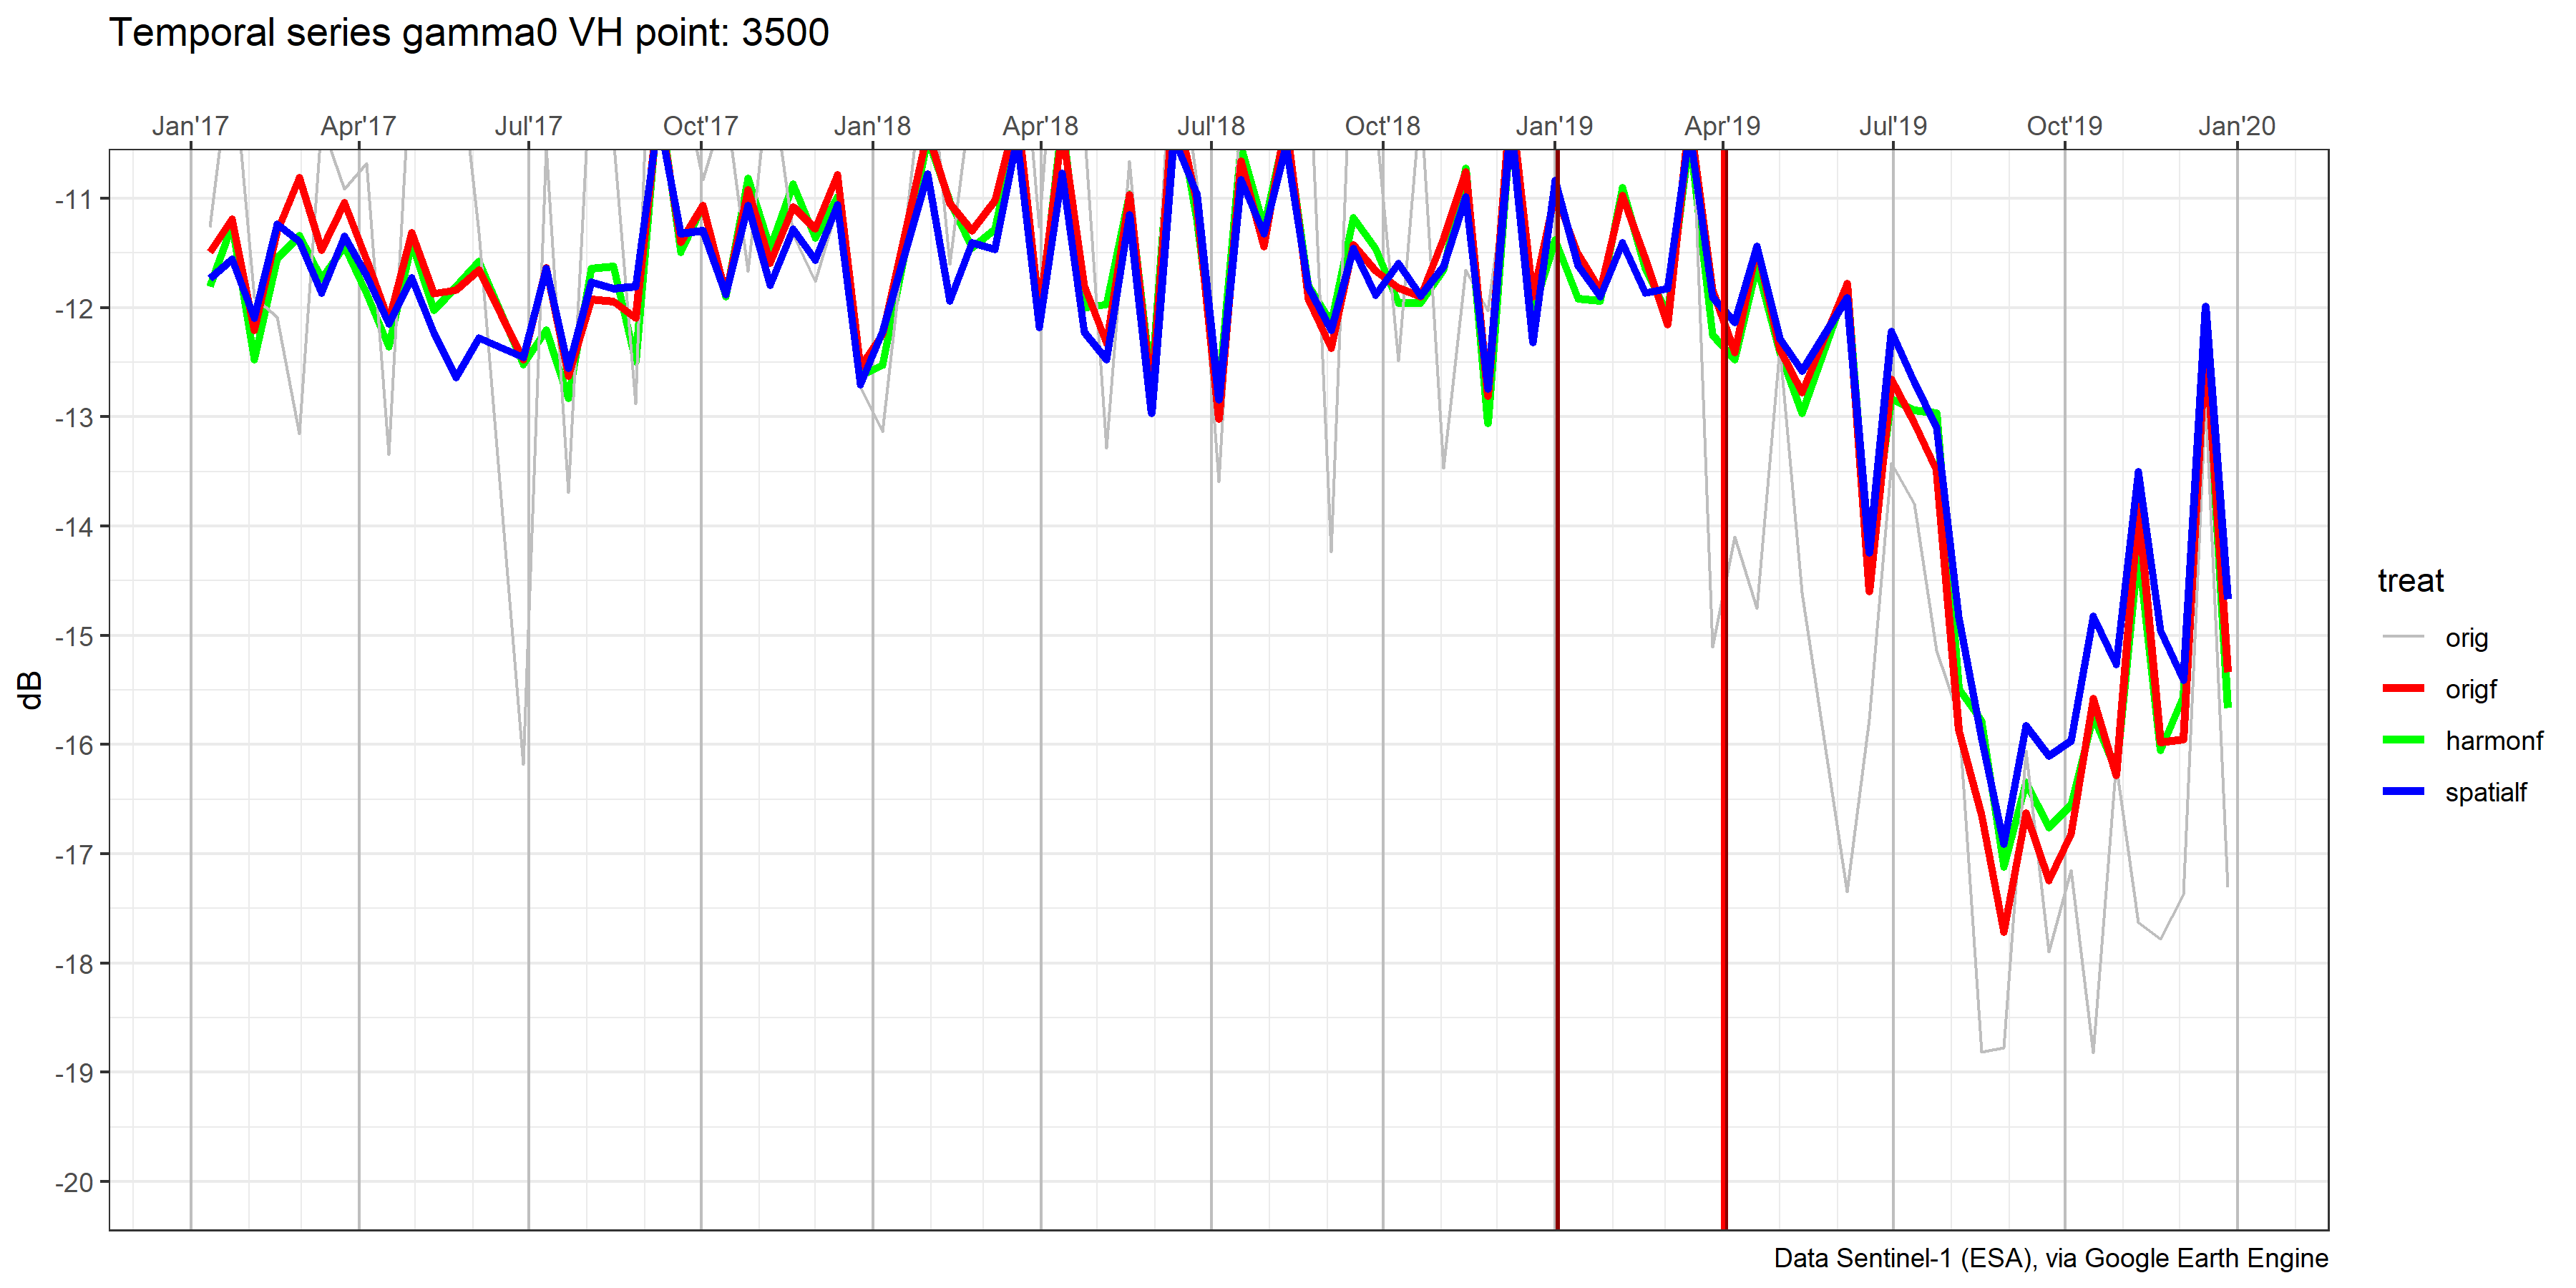 Temporal series gamma0 VH point: 3500
Jan'17 Apr'17 Jul'17 Oct'17 Jan'18 Apr'18 Jul'18 Oct'18 Jan'19 Apr'19 Jul'19 Oct'19 Jan'20
-11
-12
-13
-14
-15
-16
-17
-18
-19
-20
dB
treat
orig
origf
harmonf
spatialf
Data Sentinel-1 (ESA), via Google Earth Engine